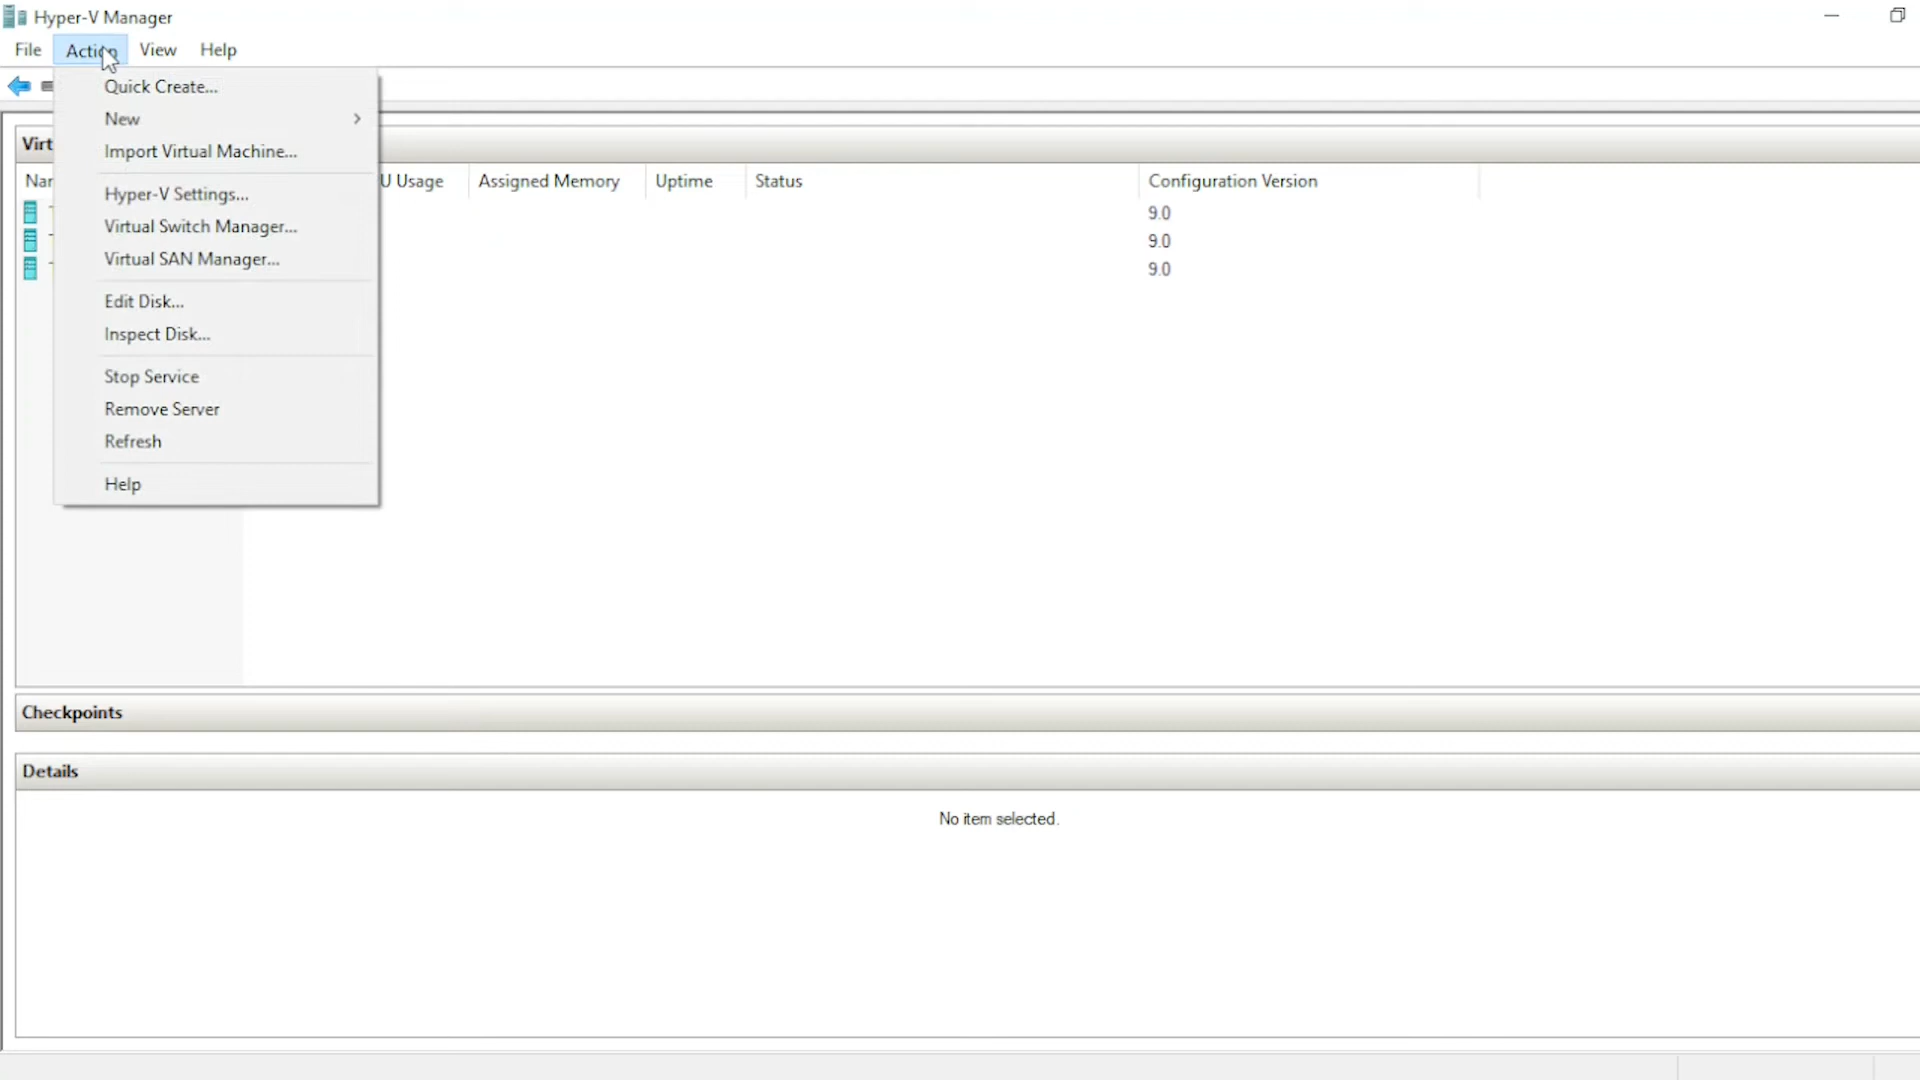 Hyper-V Manager
File Action View Help
Quick Create...
New
Import Virtual Machine...
Hyper-V Settings...
Virtual Switch Manager...
Virtual SAN Manager...
Edit Disk...
Inspect Disk...
Stop Service
Remove Server
Refresh
Help
Virt
Nar
U Usage Assigned Memory Uptime Status Configuration Version
9.0
9.0
9.0
Checkpoints
Details
No item selected.